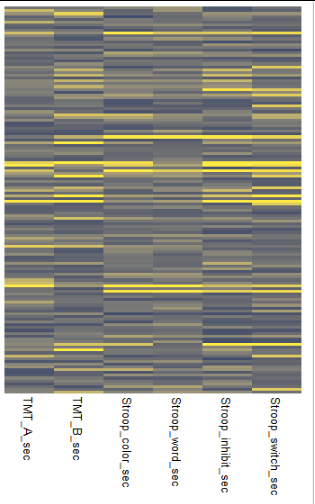 TMT_A_sec
TMT_B_sec
Stroop_color_sec
Stroop_word_sec
Stroop_inhibit_sec
Stroop_switch_sec